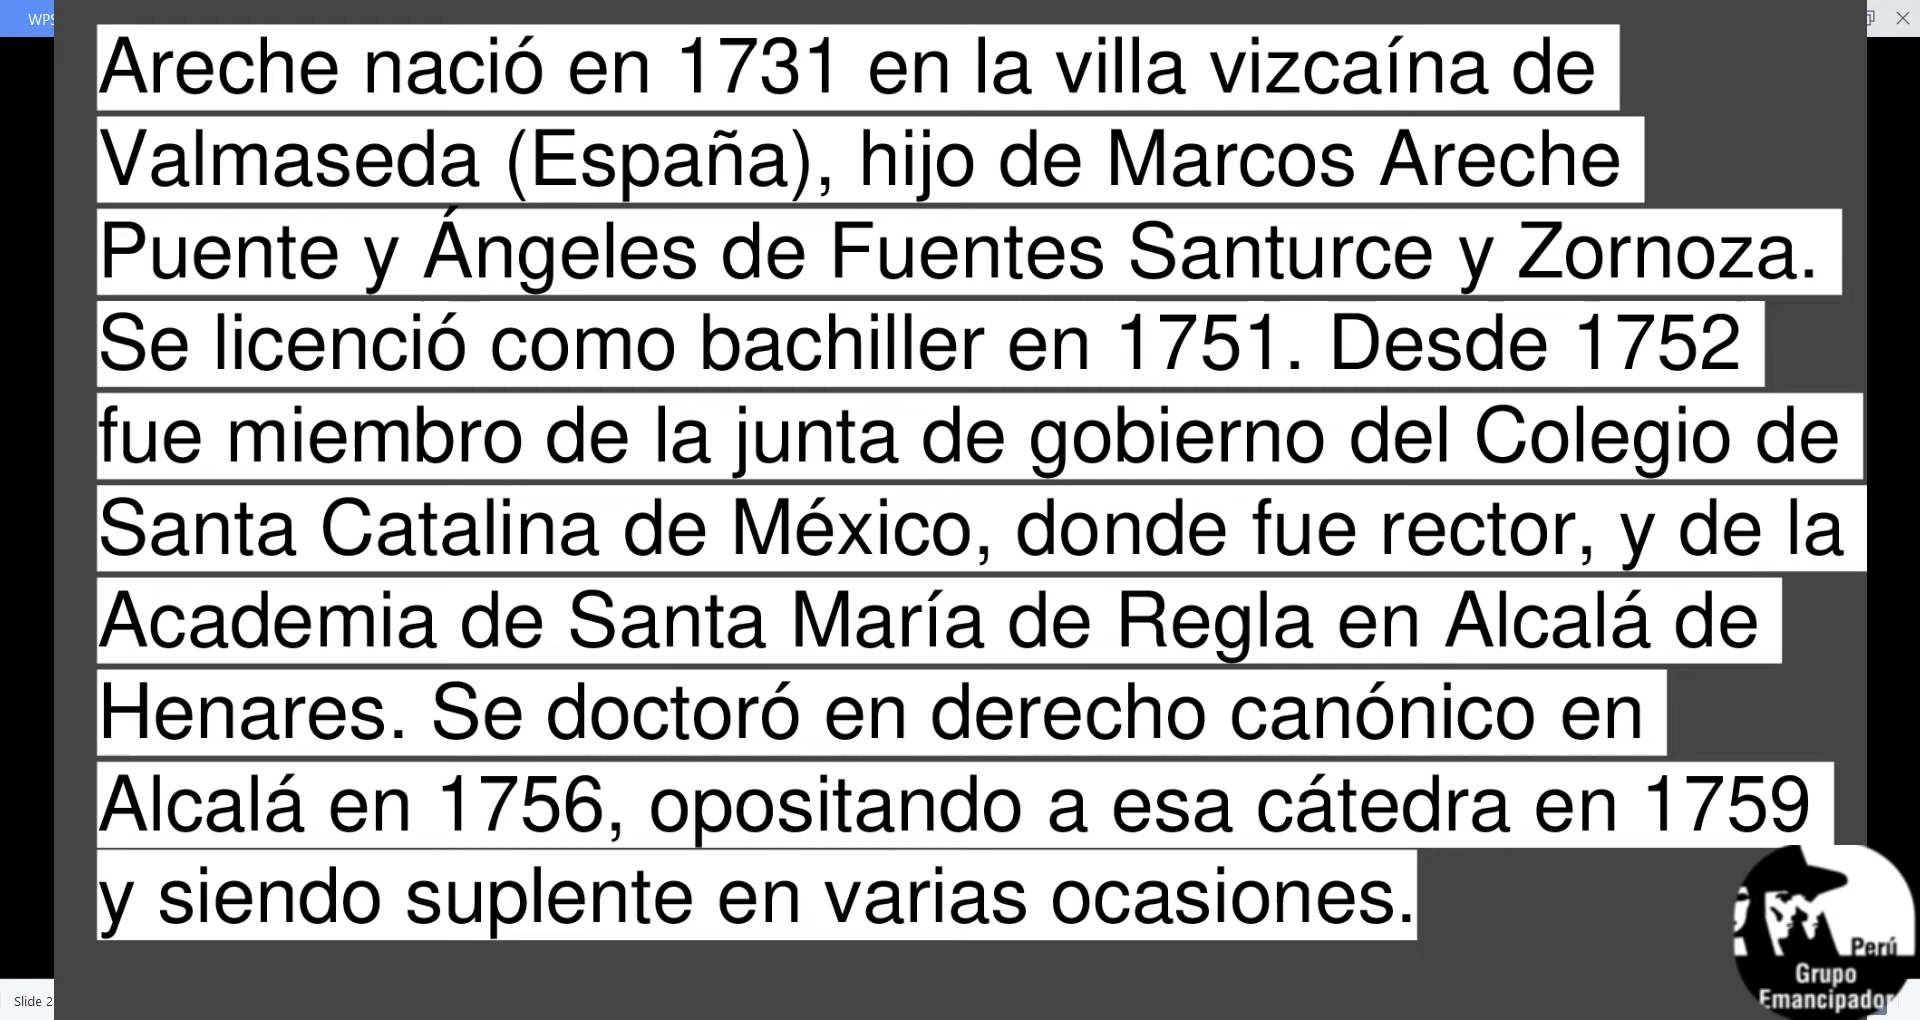 WPS
Areche nació en 1731 en la villa vizcaína de
Valmaseda (España), hijo de Marcos Areche
Puente y Ángeles de Fuentes Santurce y Zornoza.
Se licenció como bachiller en 1751. Desde 1752
fue miembro de la junta de gobierno del Colegio de
Santa Catalina de México, donde fue rector, y de la
Academia de Santa María de Regla en Alcalá de
Henares. Se doctoró en derecho canónico en
Alcalá en 1756, opositando a esa cátedra en 1759
y siendo suplente en varias ocasiones.
Perú
Grupo
Emancipador
Slide 2